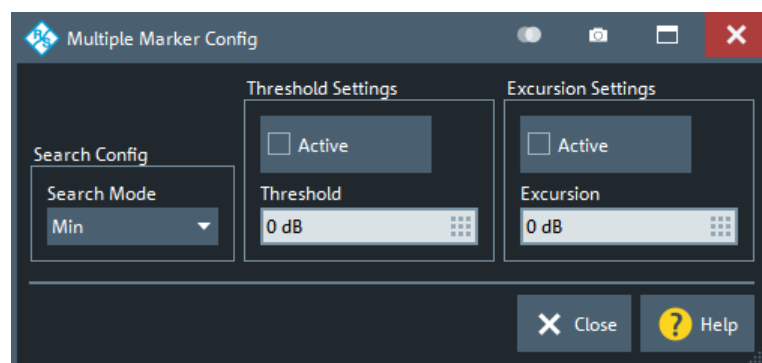 R/S Multiple Marker Config
Threshold Settings
Excursion Settings
Active
Active
Search Config
Search Mode
Threshold
Excursion
Min
0 dB
0 dB
Close
? Help